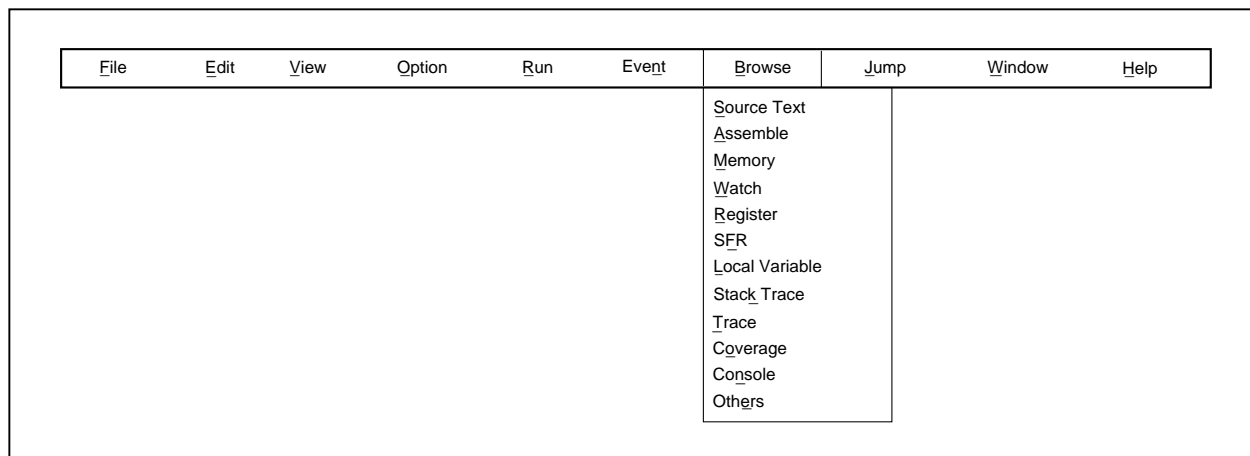 File Edit View Option Run Event Browse Jump Window Help
Source Text
Assemble
Memory
Watch
Register
SFR
Local Variable
Stack Trace
Trace
Coverage
Console
Others